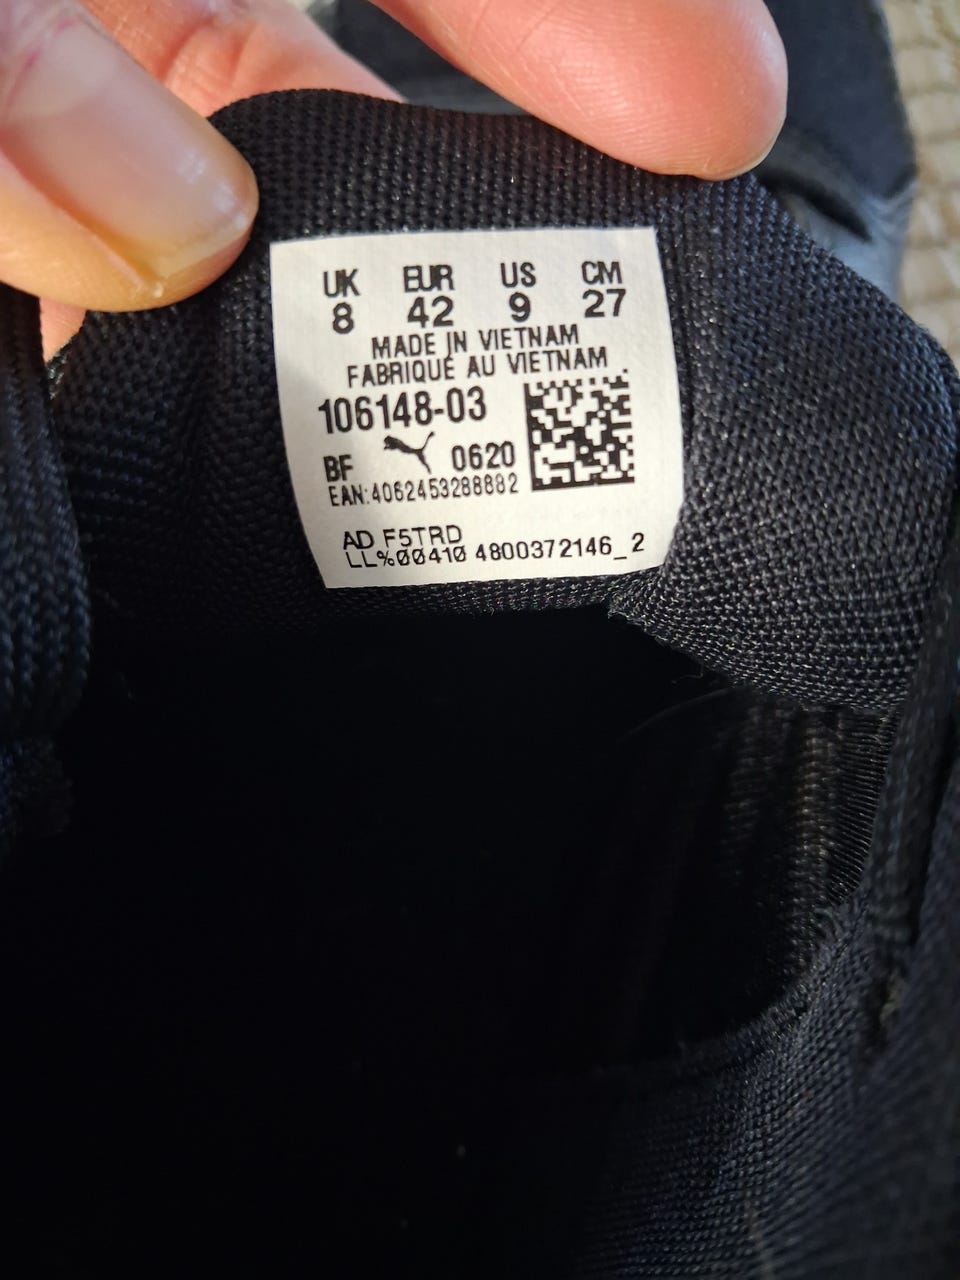 UK EUR US CM
8 42 9 27
MADE IN VIETNAM
FABRIQUÉ AU VIETNAM
106148-03
BF 0620
EAN:4062453288882
AD F5TRD
LL%00410 4800372146_2